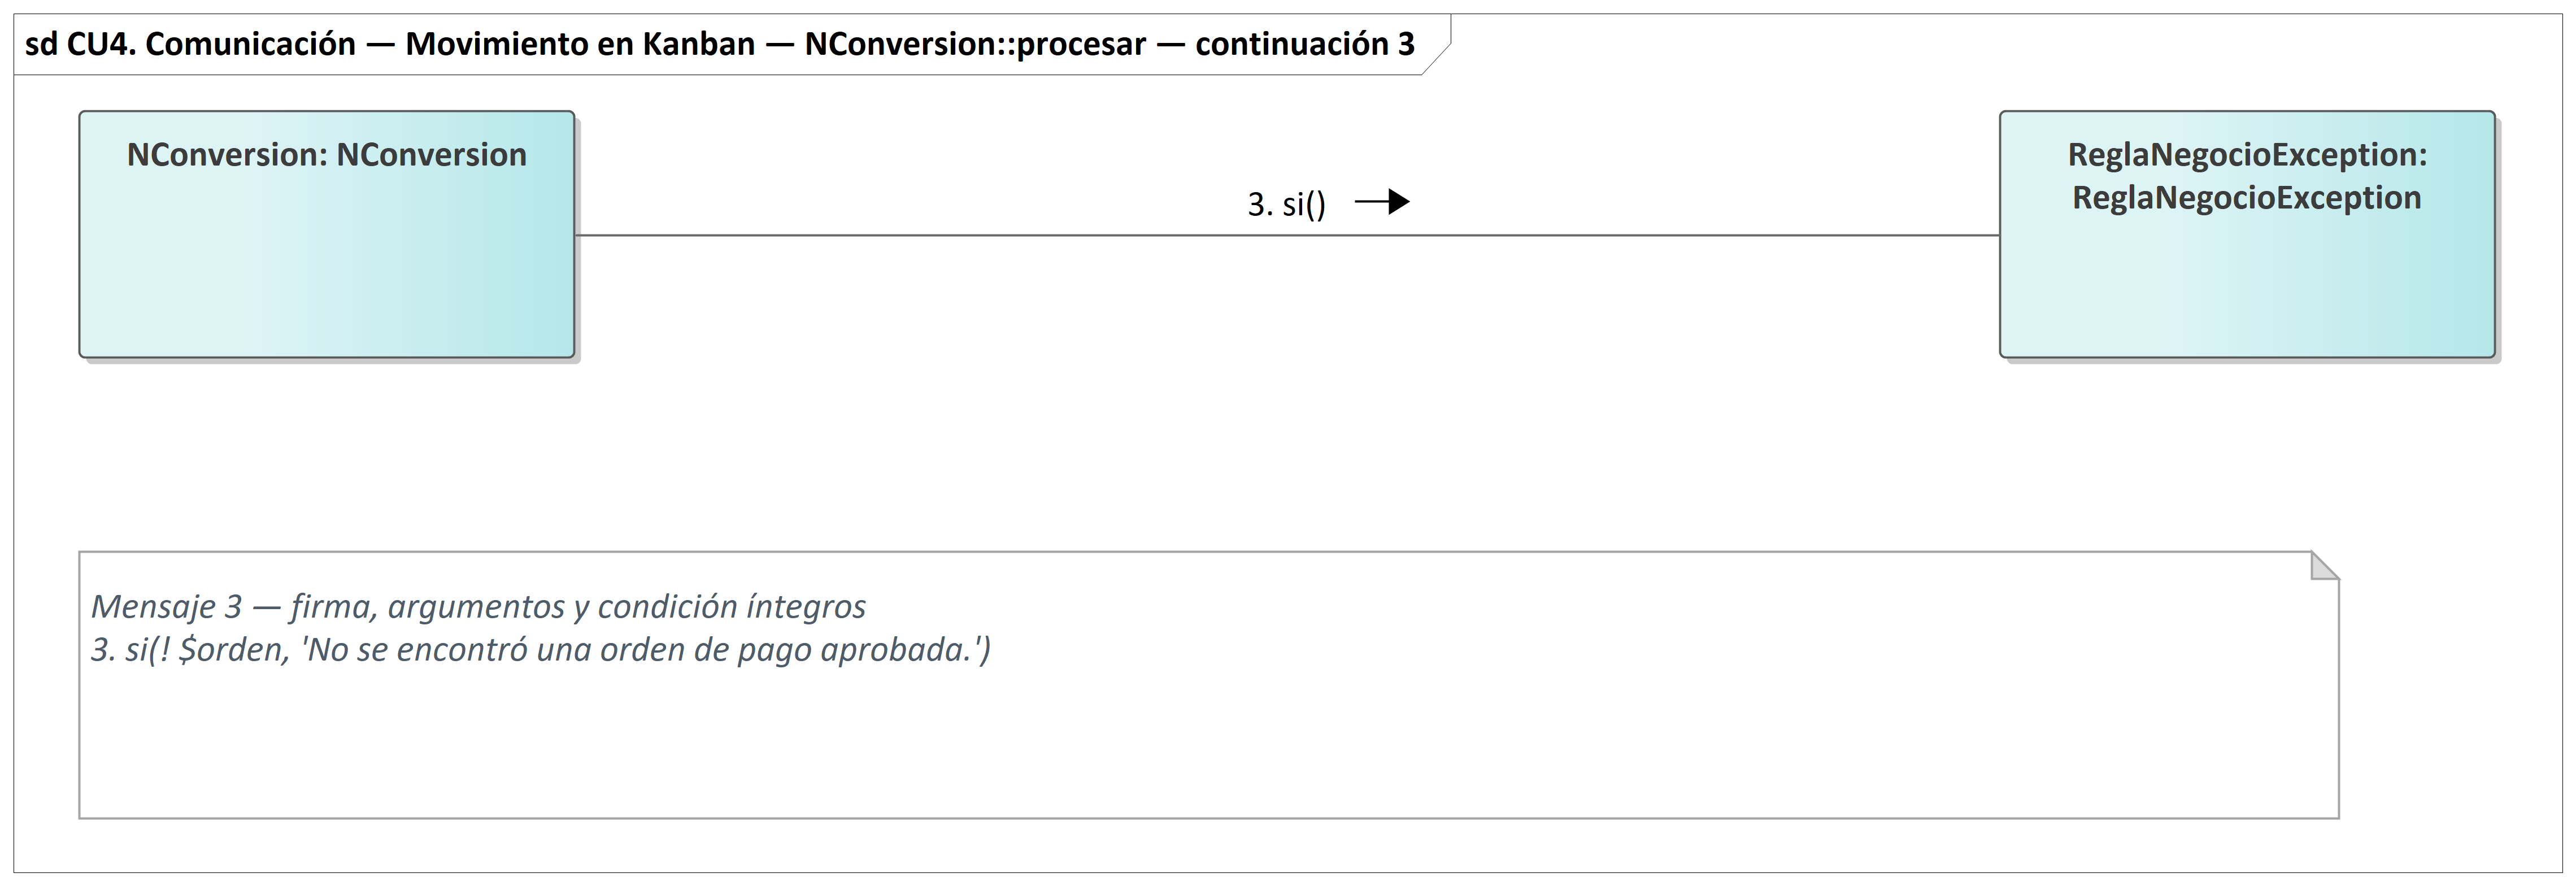 sd CU4. Comunicación — Movimiento en Kanban — NConversion::procesar — continuación 3
NConversion: NConversion
ReglaNegocioException:
ReglaNegocioException
3. si()
Mensaje 3 — firma, argumentos y condición íntegros
3. si(! $orden, 'No se encontró una orden de pago aprobada.')